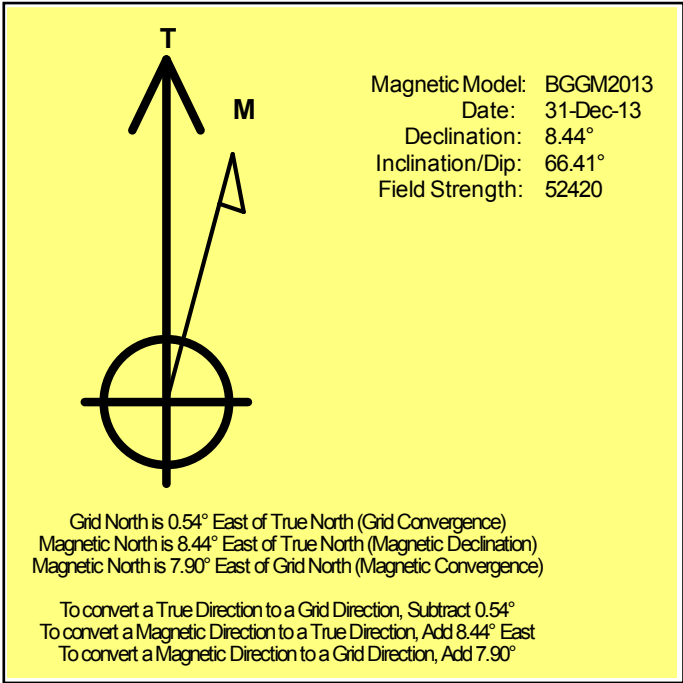 T
M
Magnetic Model: BGGM2013
Date: 31-Dec-13
Declination: 8.44°
Inclination/Dip: 66.41°
Field Strength: 52420
Grid North is 0.54° East of True North (Grid Convergence)
Magnetic North is 8.44° East of True North (Magnetic Declination)
Magnetic North is 7.90° East of Grid North (Magnetic Convergence)
To convert a True Direction to a Grid Direction, Subtract 0.54°
To convert a Magnetic Direction to a True Direction, Add 8.44° East
To convert a Magnetic Direction to a Grid Direction, Add 7.90°